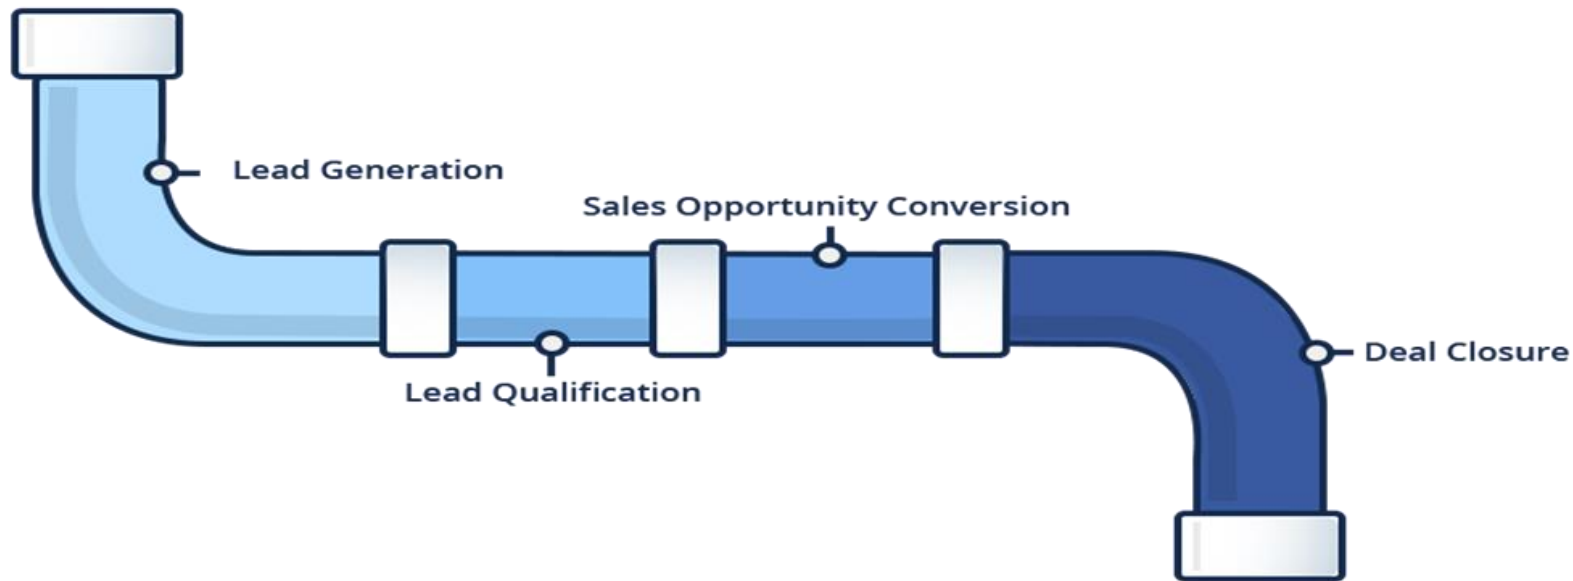 Lead Generation
Sales Opportunity Conversion
Lead Qualification
Deal Closure